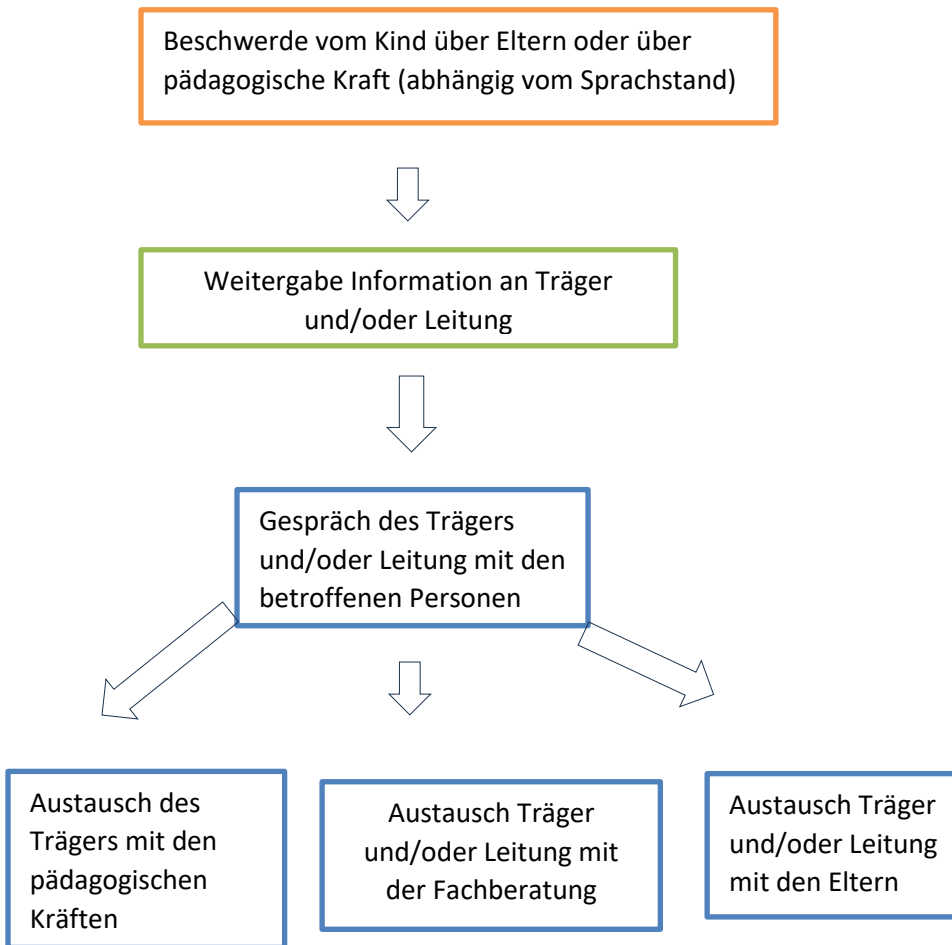 Beschwerde vom Kind über Eltern oder über
pädagogische Kraft (abhängig vom Sprachstand)
Weitergabe Information an Träger
und/oder Leitung
Gespräch des Trägers
und/oder Leitung mit den
betroffenen Personen
Austausch des
Trägers mit den
pädagogischen
Kräften
Austausch Träger
und/oder Leitung mit
der Fachberatung
Austausch Träger
und/oder Leitung
mit den Eltern